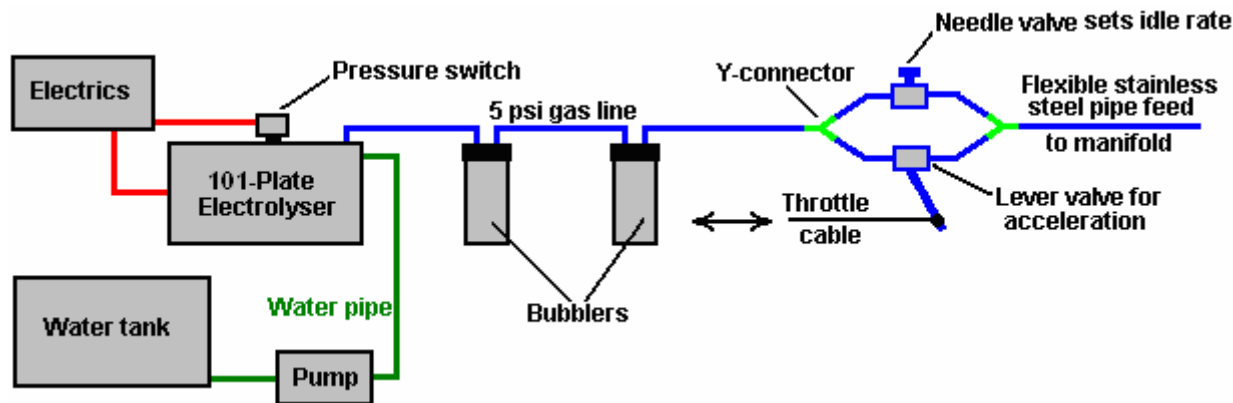 Needle valve sets idle rate
Electrics
Pressure switch
Y-connector
5 psi gas line
Flexible stainless
steel pipe feed
to manifold
101-Plate
Electrolyser
Throttle
cable
Lever valve for
acceleration
Water pipe
Bubblers
Water tank
Pump